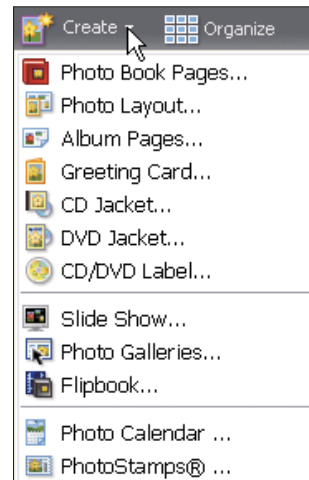 Create Organize
Photo Book Pages...
Photo Layout...
Album Pages...
Greeting Card...
CD Jacket...
DVD Jacket...
CD/DVD Label...
Slide Show...
Photo Galleries...
Flipbook...
Photo Calendar ...
PhotoStamps® ...